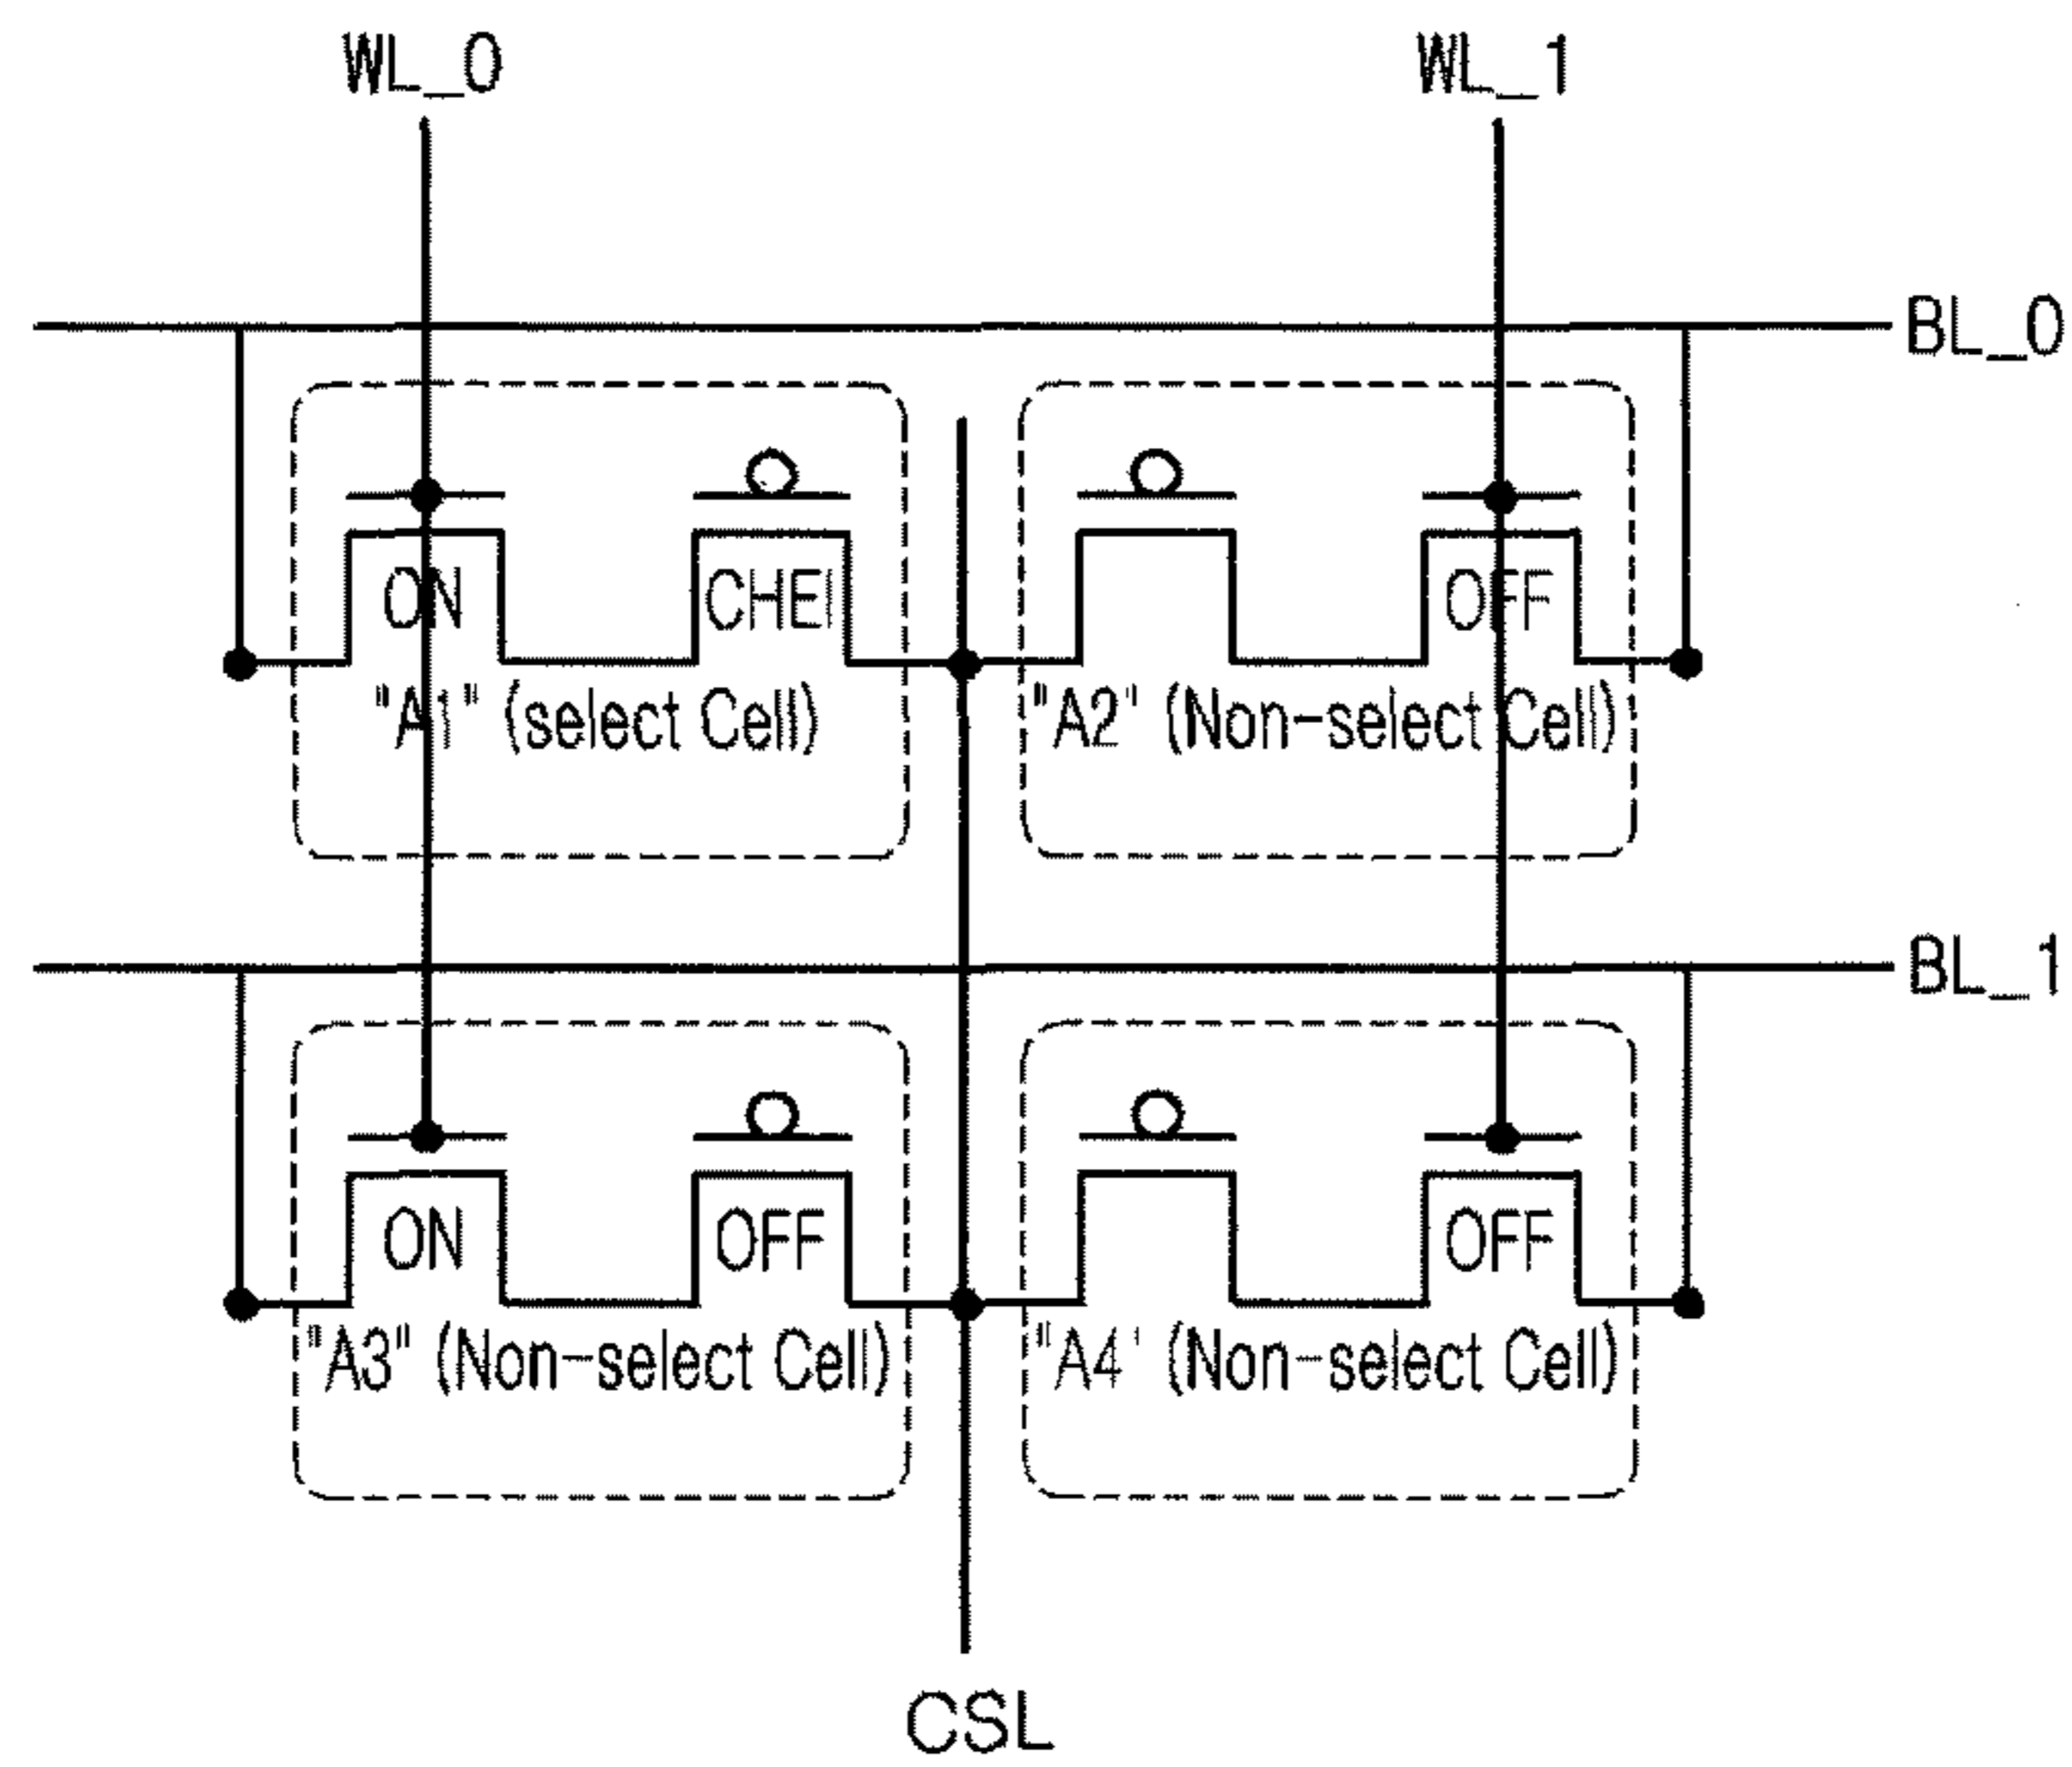 WL_0 WL_1
BL_0
ON CHEI OFF
"A1" (select Cell) "A2" (Non-select Cell)
BL_1
ON OFF OFF
"A3" (Non-select Cell) "A4" (Non-select Cell)
CSL